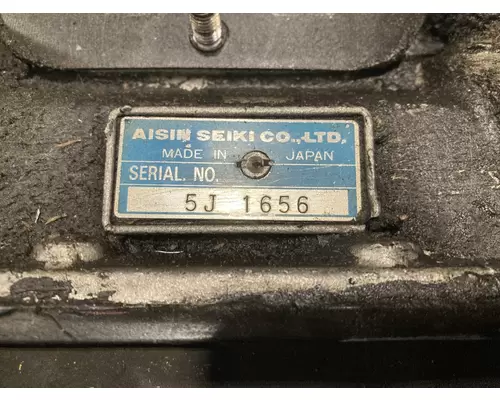 AISIN SEIKI CO.,LTD.
MADE IN JAPAN
SERIAL. NO.
5J 1656